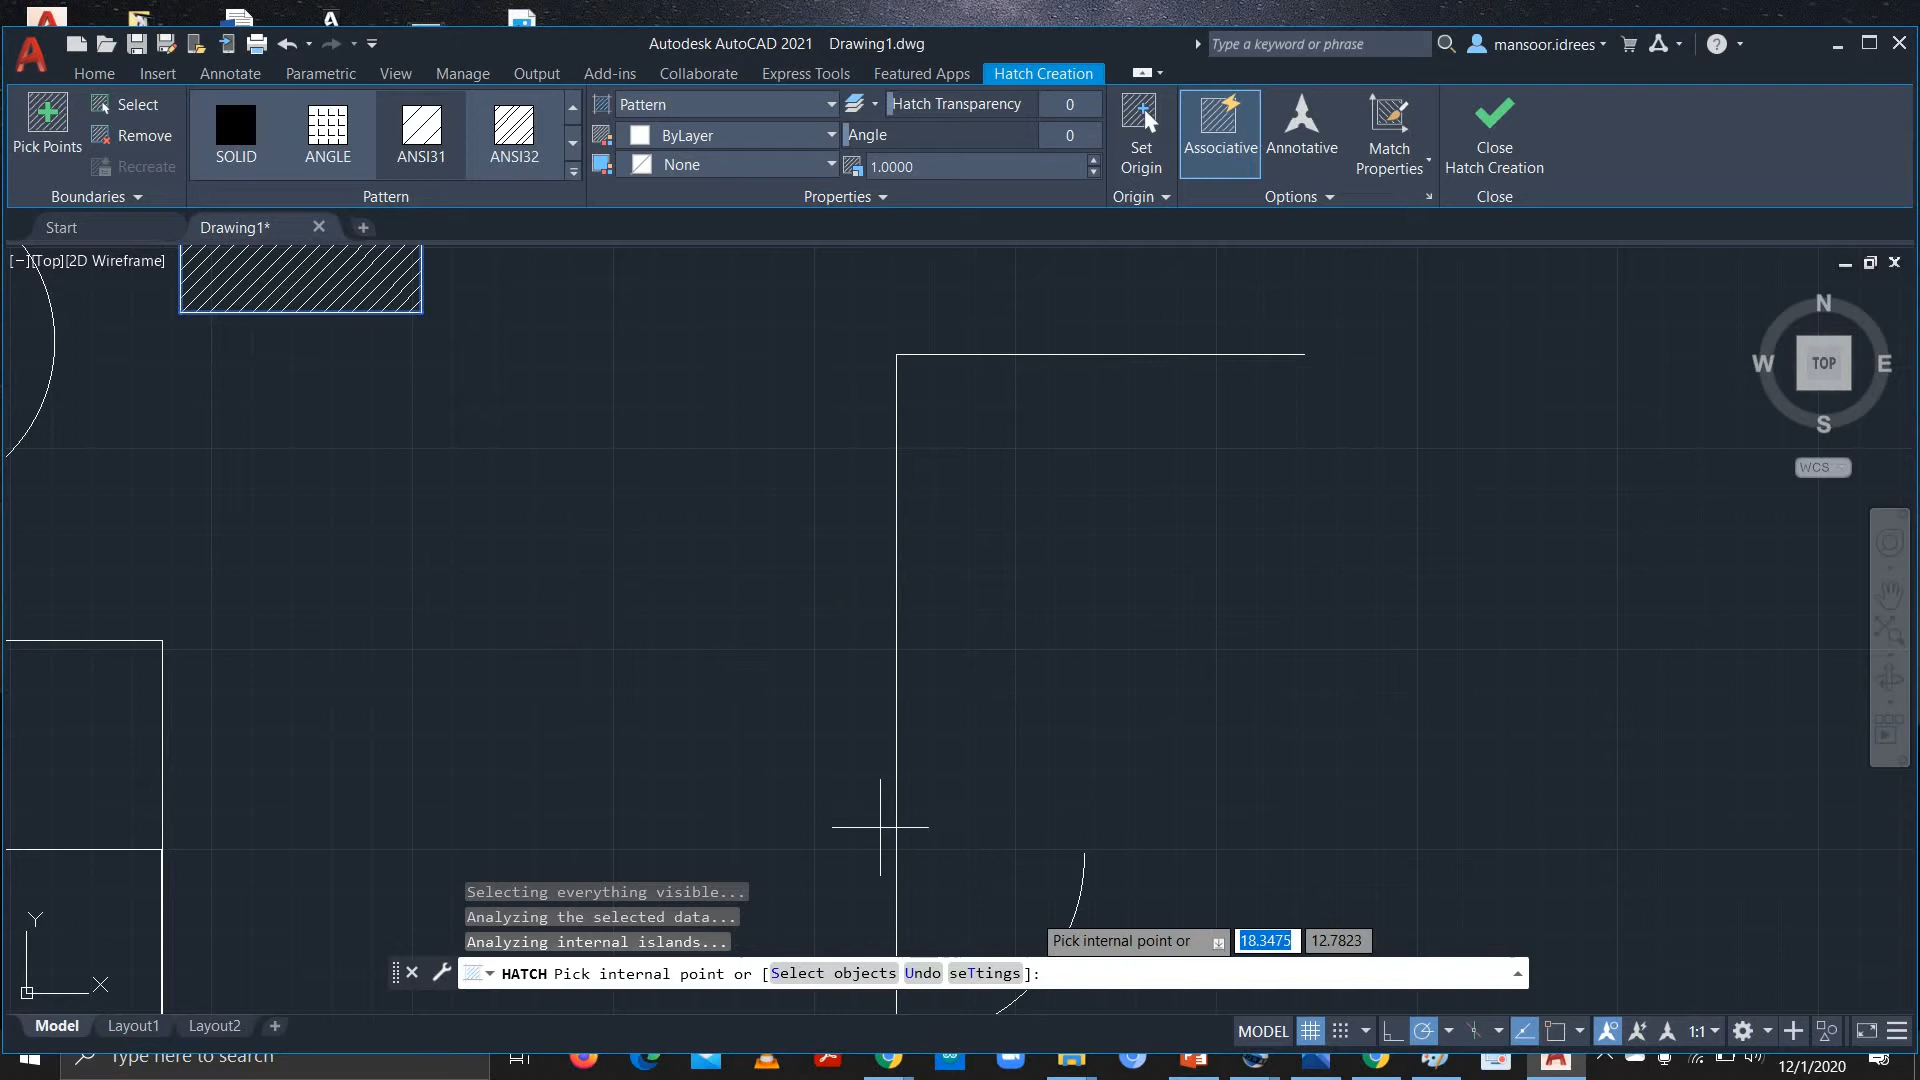 Autodesk AutoCAD 2021 Drawing1.dwg
Type a keyword or phrase
mansoor.idrees
Home Insert Annotate Parametric View Manage Output Add-ins Collaborate Express Tools Featured Apps Hatch Creation
Pick Points
Select
Remove
Recreate
Boundaries
SOLID ANGLE ANSI31 ANSI32
Pattern
Pattern
ByLayer
None
Hatch Transparency 0
Angle 0
1.0000
Properties
Set
Origin
Origin
Associative
Annotative
Match
Properties
Options
Close
Hatch Creation
Close
Start Drawing1*
[−][Top][2D Wireframe]
N
W TOP E
S
WCS
Y
X
Selecting everything visible...
Analyzing the selected data...
Analyzing internal islands...
Pick internal point or 18.3475 12.7823
HATCH Pick internal point or [Select objects Undo seTtings]:
Model Layout1 Layout2
MODEL 1:1
Type here to search
12/1/2020